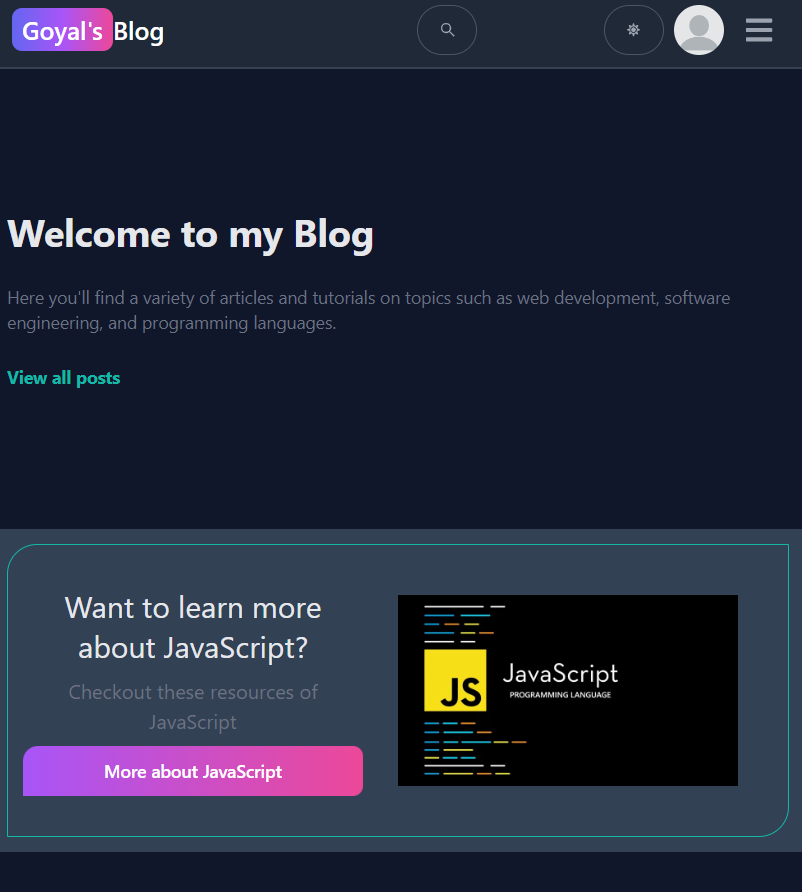 Goyal's Blog
Welcome to my Blog
Here you'll find a variety of articles and tutorials on topics such as web development, software
engineering, and programming languages.
View all posts
Want to learn more
about JavaScript?
Checkout these resources of
JavaScript
More about JavaScript
JS
JavaScript
PROGRAMMING LANGUAGE